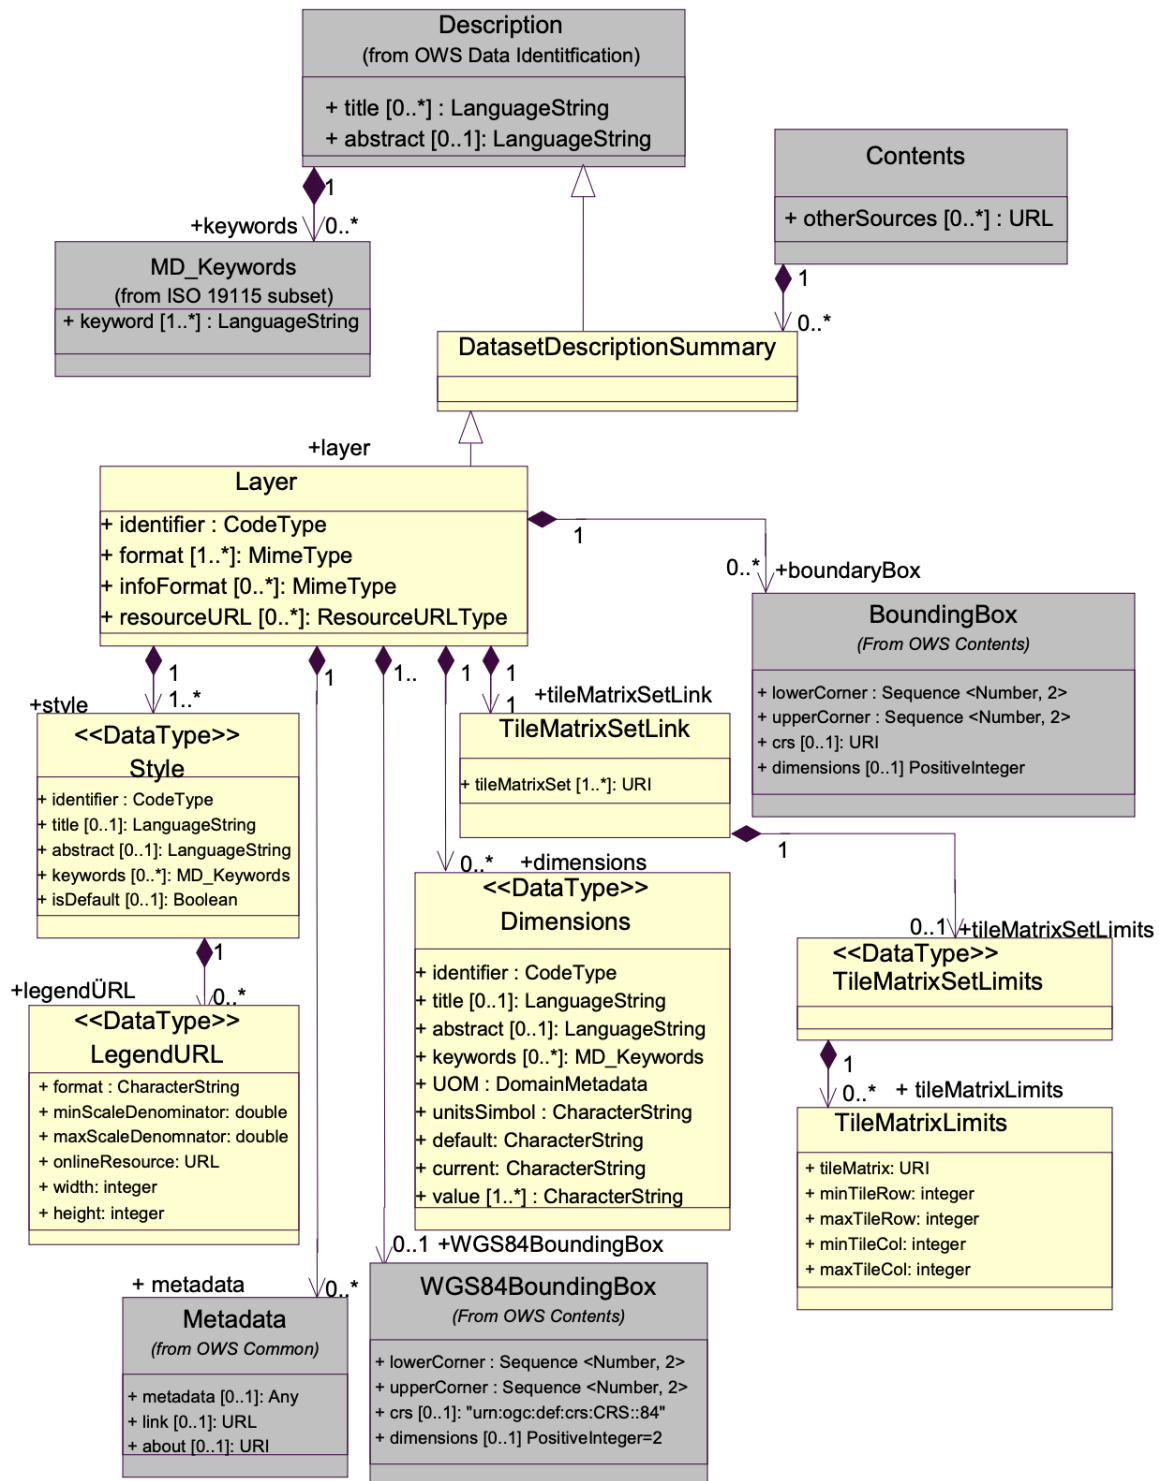 Description
(from OWS Data Identitfication)
+ title [0..*] : LanguageString
+ abstract [0..1]: LanguageString
1
+keywords 0..*
MD_Keywords
(from ISO 19115 subset)
+ keyword [1..*] : LanguageString
Contents
+ otherSources [0..*] : URL
1
0..*
DatasetDescriptionSummary
+layer
Layer
+ identifier : CodeType
+ format [1..*]: MimeType
+ infoFormat [0..*]: MimeType
+ resourceURL [0..*]: ResourceURLType
1
0..* +boundaryBox
BoundingBox
(From OWS Contents)
+ lowerCorner : Sequence <Number, 2>
+ upperCorner : Sequence <Number, 2>
+ crs [0..1]: URI
+ dimensions [0..1] PositiveInteger
1
1..*
+style
<<DataType>>
Style
+ identifier : CodeType
+ title [0..1]: LanguageString
+ abstract [0..1]: LanguageString
+ keywords [0..*]: MD_Keywords
+ isDefault [0..1]: Boolean
1
+legendÜRL 0..*
<<DataType>>
LegendURL
+ format : CharacterString
+ minScaleDenominator: double
+ maxScaleDenomnator: double
+ onlineResource: URL
+ width: integer
+ height: integer
1
+ metadata 0..*
Metadata
(from OWS Common)
+ metadata [0..1]: Any
+ link [0..1]: URL
+ about [0..1]: URI
1..
0..1 +WGS84BoundingBox
WGS84BoundingBox
(From OWS Contents)
+ lowerCorner : Sequence <Number, 2>
+ upperCorner : Sequence <Number, 2>
+ crs [0..1]: "urn:ogc:def:crs:CRS::84"
+ dimensions [0..1] PositiveInteger=2
1
0..* +dimensions
<<DataType>>
Dimensions
+ identifier : CodeType
+ title [0..1]: LanguageString
+ abstract [0..1]: LanguageString
+ keywords [0..*]: MD_Keywords
+ UOM : DomainMetadata
+ unitsSimbol : CharacterString
+ default: CharacterString
+ current: CharacterString
+ value [1..*] : CharacterString
1
1 +tileMatrixSetLink
TileMatrixSetLink
+ tileMatrixSet [1..*]: URI
1
0..1 +tileMatrixSetLimits
<<DataType>>
TileMatrixSetLimits
1
0..* + tileMatrixLimits
TileMatrixLimits
+ tileMatrix: URI
+ minTileRow: integer
+ maxTileRow: integer
+ minTileCol: integer
+ maxTileCol: integer